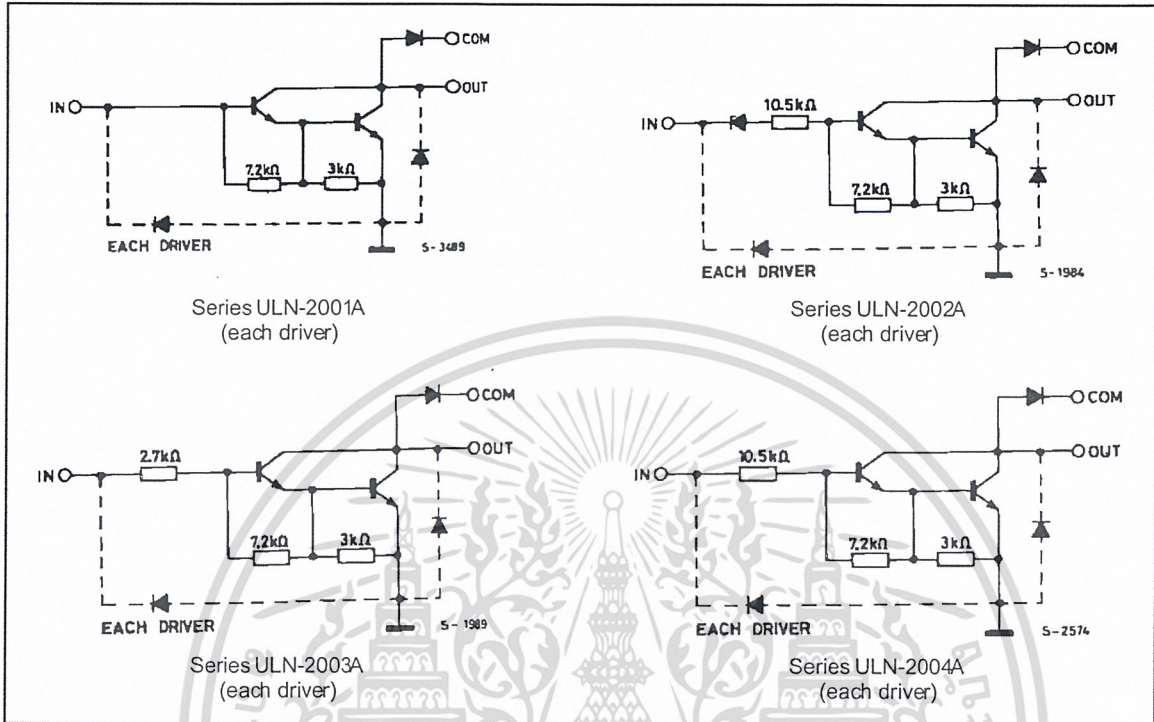 COM
OUT
IN
7.2kΩ
3kΩ
EACH DRIVER
S-3489
Series ULN-2001A
(each driver)
COM
OUT
IN
10.5kΩ
7.2kΩ
3kΩ
EACH DRIVER
S-1984
Series ULN-2002A
(each driver)
COM
OUT
IN
2.7kΩ
7.2kΩ
3kΩ
EACH DRIVER
S-1989
Series ULN-2003A
(each driver)
COM
OUT
IN
10.5kΩ
7.2kΩ
3kΩ
EACH DRIVER
S-2574
Series ULN-2004A
(each driver)